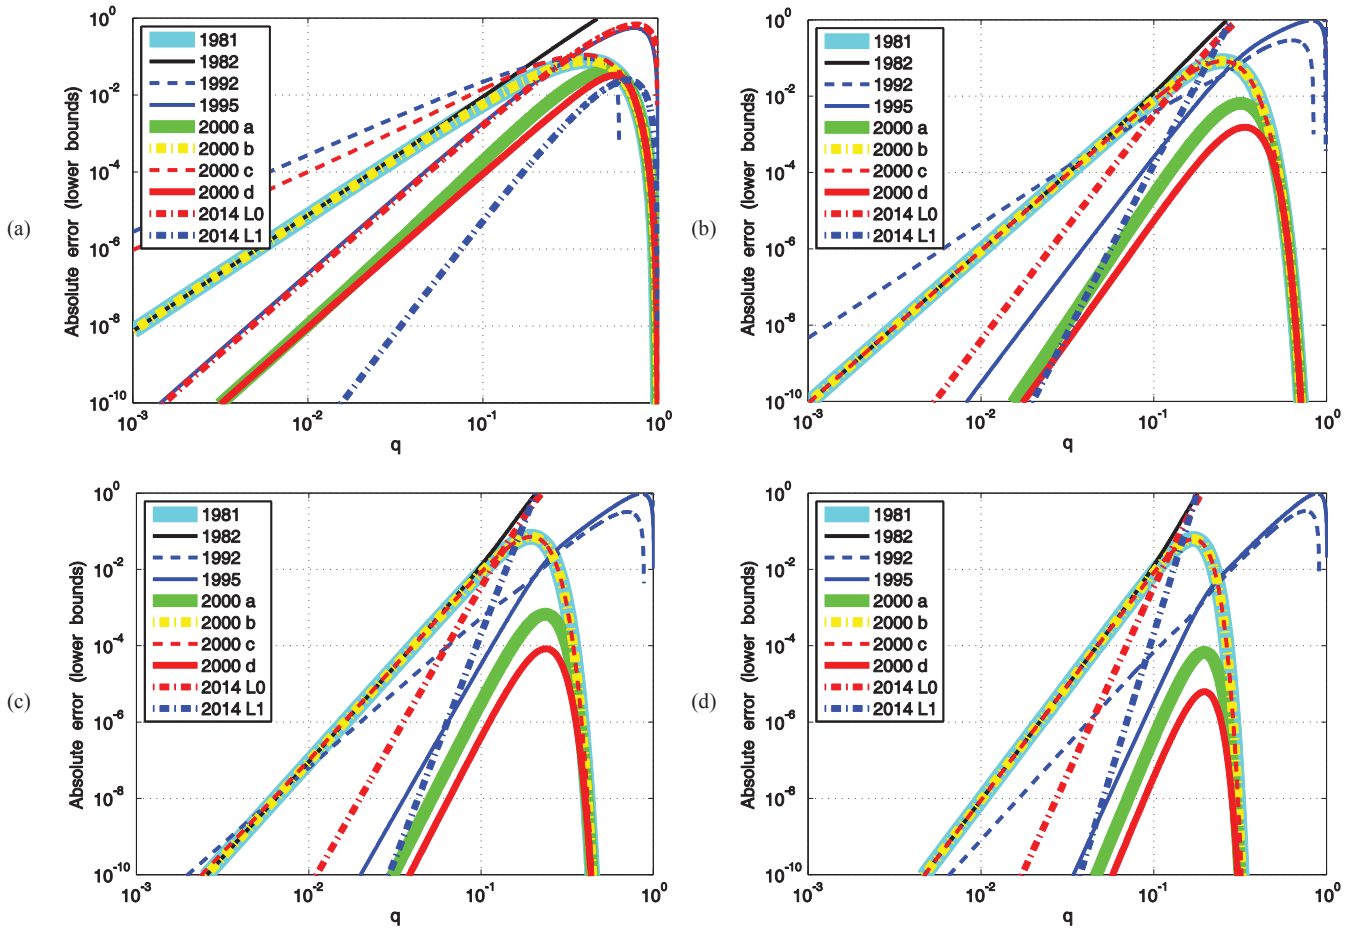 (a)
Absolute error (lower bounds)
10^0
10^-2
10^-4
10^-6
10^-8
10^-10
1981
1982
1992
1995
2000 a
2000 b
2000 c
2000 d
2014 L0
2014 L1
10^-3
10^-2
10^-1
10^0
q
(b)
Absolute error (lower bounds)
10^0
10^-2
10^-4
10^-6
10^-8
10^-10
1981
1982
1992
1995
2000 a
2000 b
2000 c
2000 d
2014 L0
2014 L1
10^-3
10^-2
10^-1
10^0
q
(c)
Absolute error (lower bounds)
10^0
10^-2
10^-4
10^-6
10^-8
10^-10
1981
1982
1992
1995
2000 a
2000 b
2000 c
2000 d
2014 L0
2014 L1
10^-3
10^-2
10^-1
10^0
q
(d)
Absolute error (lower bounds)
10^0
10^-2
10^-4
10^-6
10^-8
10^-10
1981
1982
1992
1995
2000 a
2000 b
2000 c
2000 d
2014 L0
2014 L1
10^-3
10^-2
10^-1
10^0
q